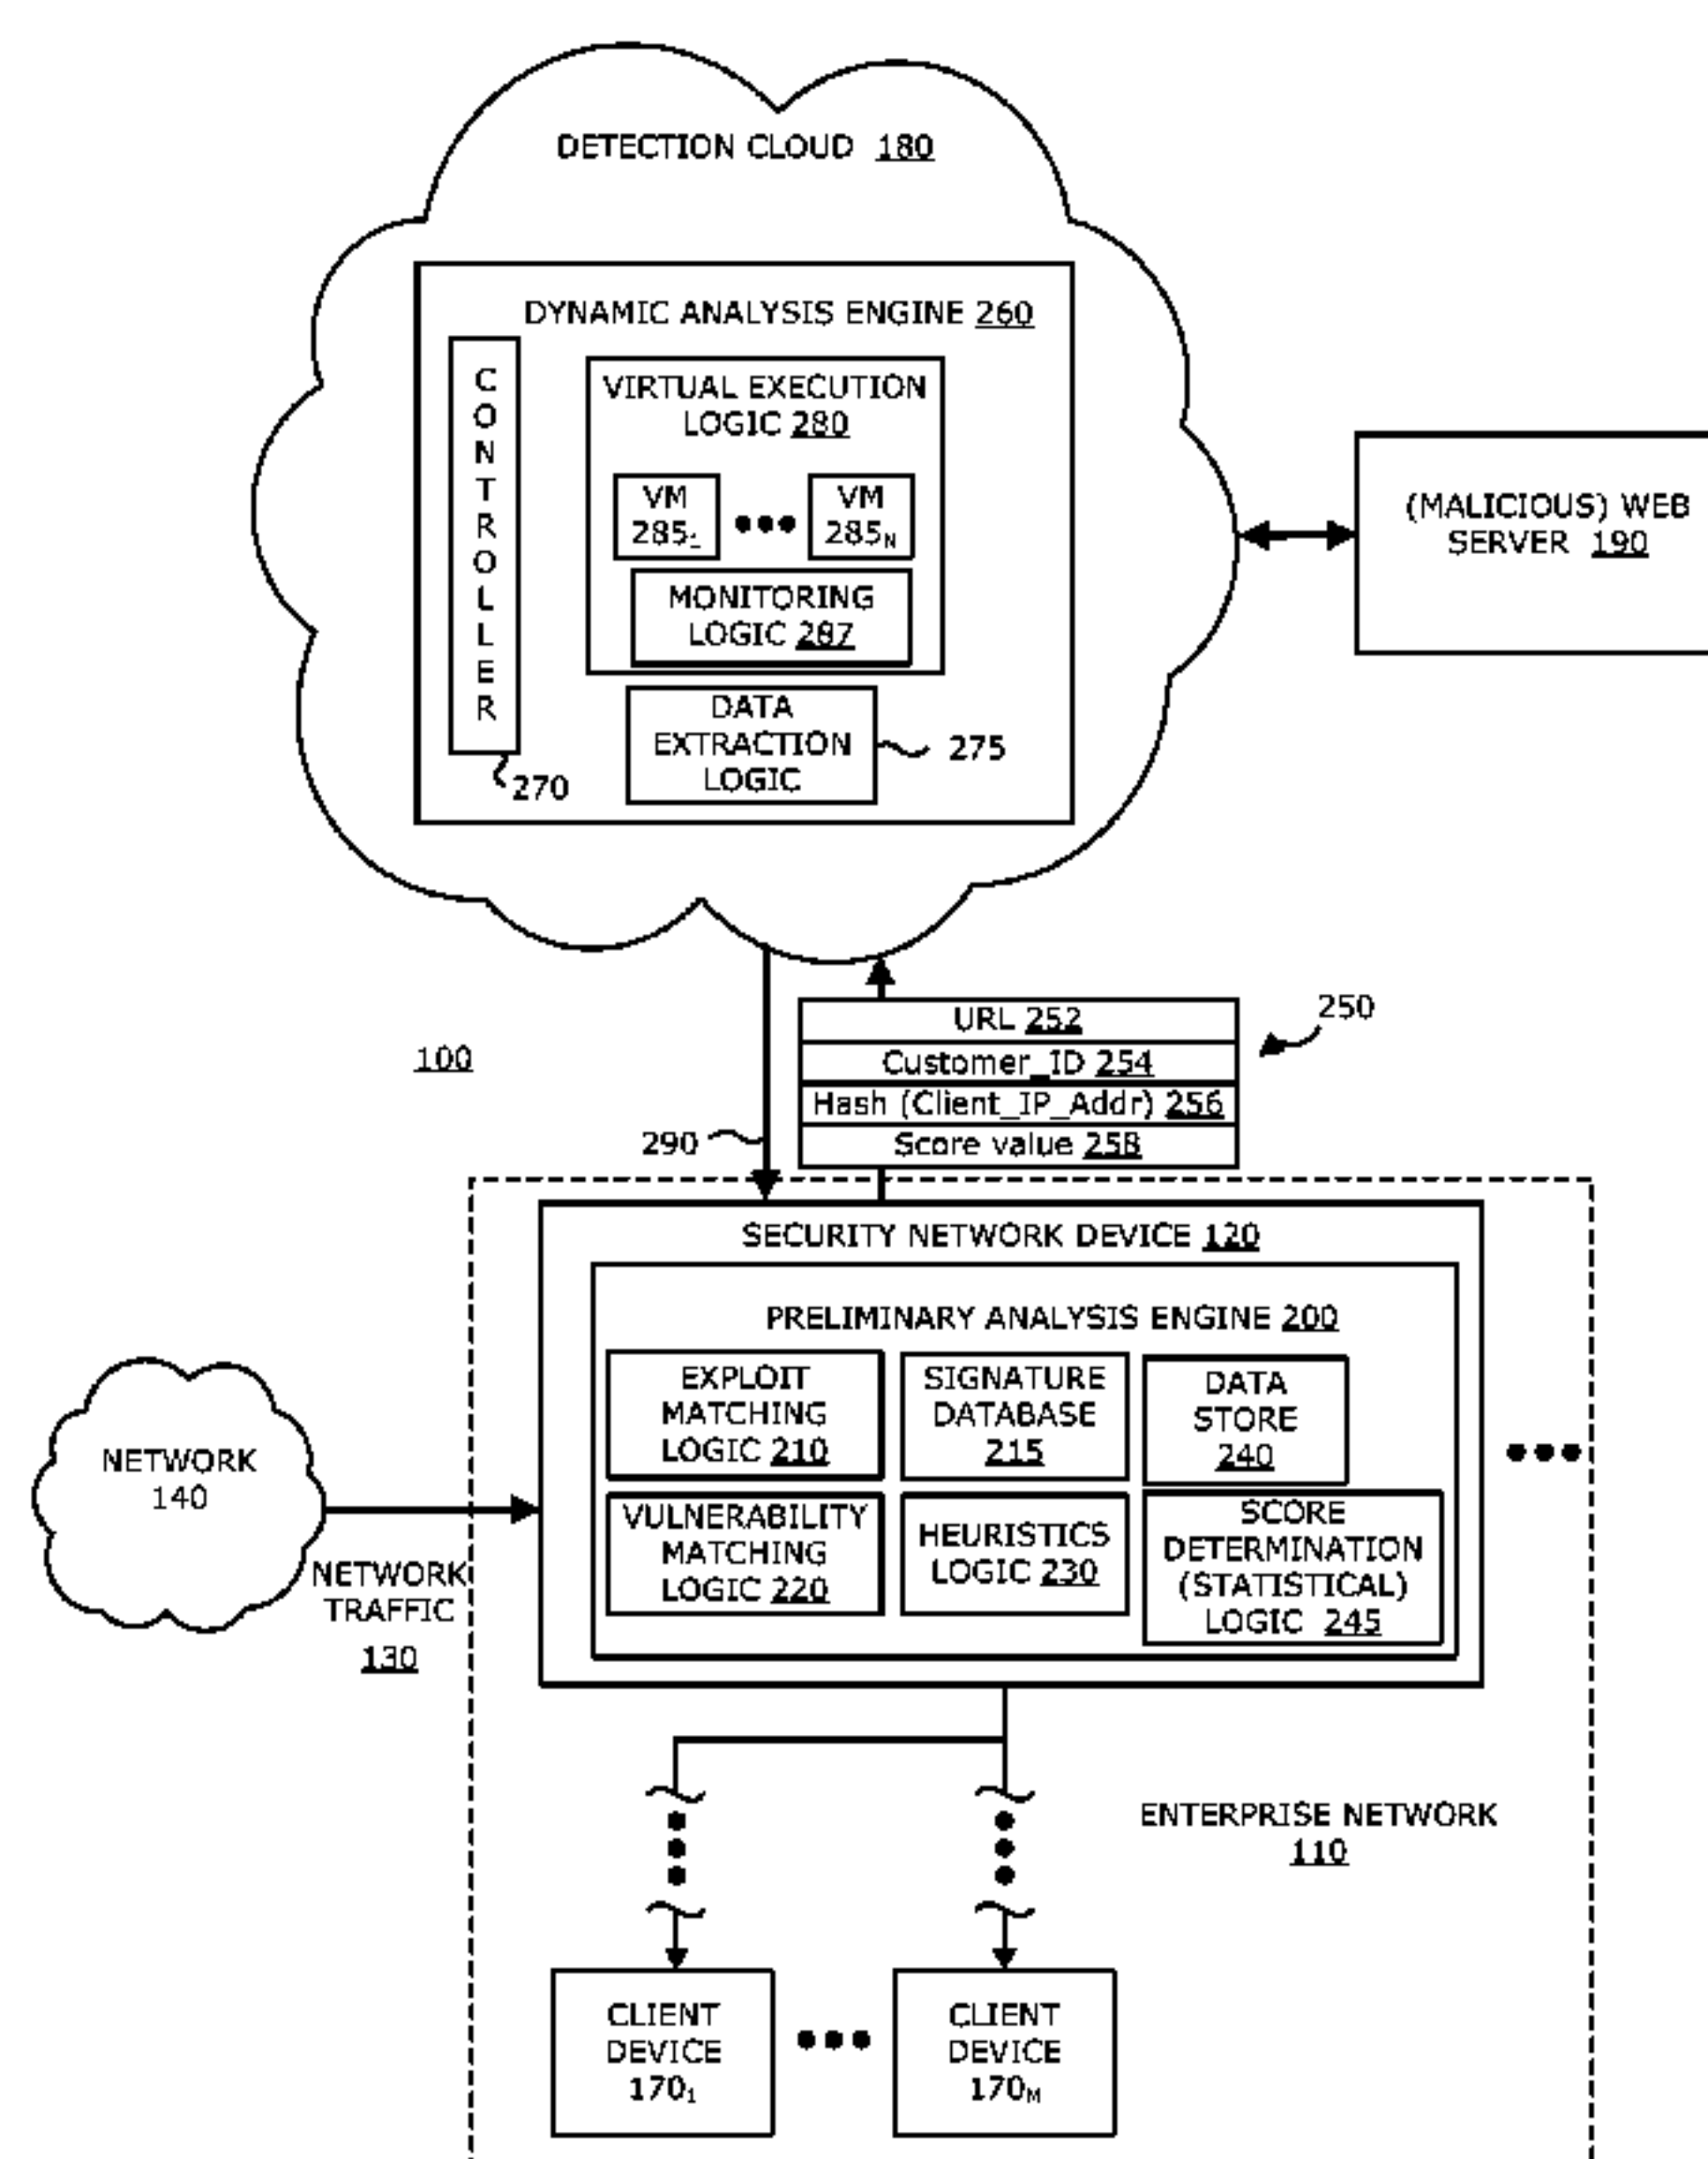 DETECTION CLOUD 180
DYNAMIC ANALYSIS ENGINE 260
CONTROLLER
270
VIRTUAL EXECUTION
LOGIC 280
VM
285₁
VM
285N
MONITORING
LOGIC 287
DATA
EXTRACTION
LOGIC
275
(MALICIOUS) WEB
SERVER 190
100
290
URL 252
Customer_ID 254
Hash (Client_IP_Addr) 256
Score value 258
250
SECURITY NETWORK DEVICE 120
PRELIMINARY ANALYSIS ENGINE 200
EXPLOIT
MATCHING
LOGIC 210
SIGNATURE
DATABASE
215
DATA
STORE
240
VULNERABILITY
MATCHING
LOGIC 220
HEURISTICS
LOGIC 230
SCORE
DETERMINATION
(STATISTICAL)
LOGIC 245
NETWORK
140
NETWORK
TRAFFIC
130
ENTERPRISE NETWORK
110
CLIENT
DEVICE
170₁
CLIENT
DEVICE
170M